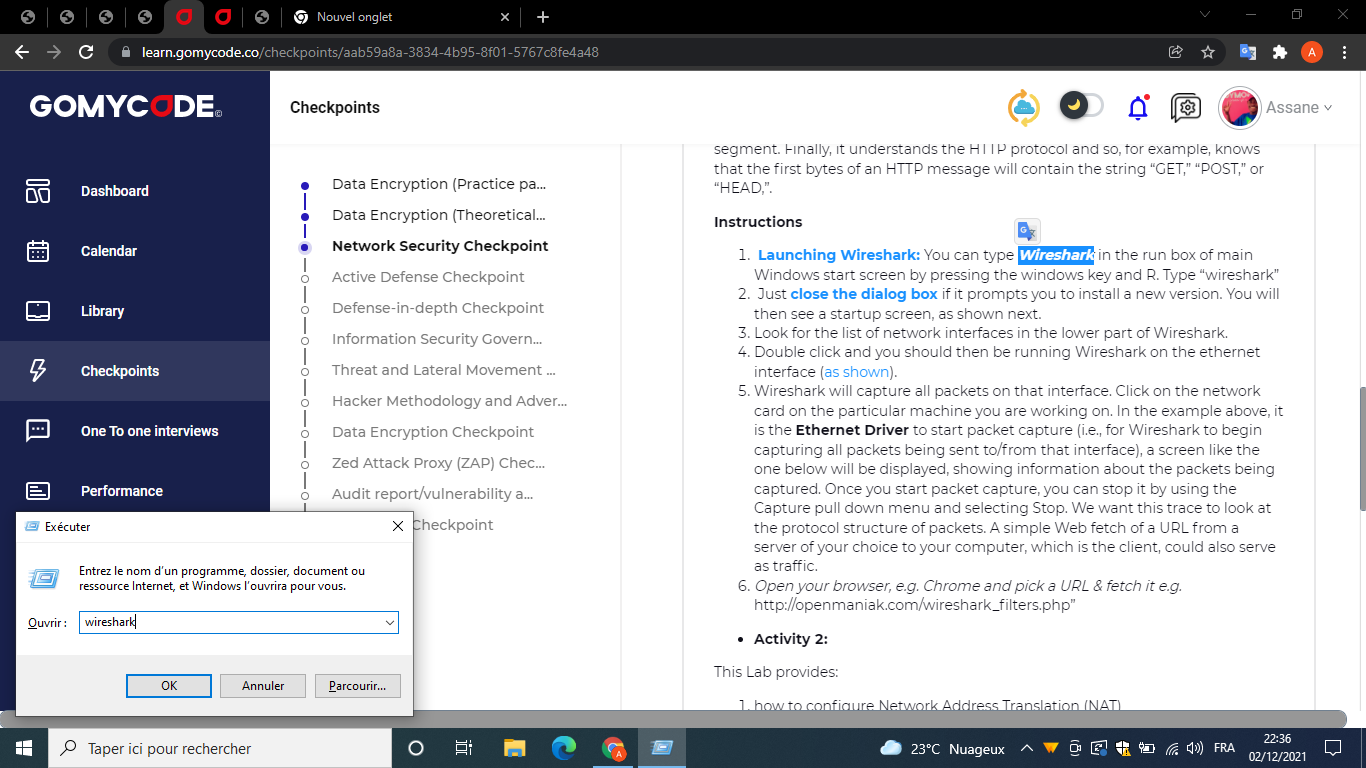 Nouvel onglet
learn.gomycode.co/checkpoints/aab59a8a-3834-4b95-8f01-5767c8fe4a48
A
GOMYCODE
Checkpoints
Assane
Dashboard
Calendar
Library
Checkpoints
One To one interviews
Performance
Data Encryption (Practice pa...
Data Encryption (Theoretical...
Network Security Checkpoint
Active Defense Checkpoint
Defense-in-depth Checkpoint
Information Security Govern...
Threat and Lateral Movement ...
Hacker Methodology and Adver...
Data Encryption Checkpoint
Zed Attack Proxy (ZAP) Chec...
Audit report/vulnerability a...
Checkpoint
segment. Finally, it understands the HTTP protocol and so, for example, knows
that the first bytes of an HTTP message will contain the string “GET,” “POST,” or
“HEAD,”.
Instructions
1. Launching Wireshark: You can type Wireshark in the run box of main
Windows start screen by pressing the windows key and R. Type “wireshark”
2. Just close the dialog box if it prompts you to install a new version. You will
then see a startup screen, as shown next.
3. Look for the list of network interfaces in the lower part of Wireshark.
4. Double click and you should then be running Wireshark on the ethernet
interface (as shown).
5. Wireshark will capture all packets on that interface. Click on the network
card on the particular machine you are working on. In the example above, it
is the Ethernet Driver to start packet capture (i.e., for Wireshark to begin
capturing all packets being sent to/from that interface), a screen like the
one below will be displayed, showing information about the packets being
captured. Once you start packet capture, you can stop it by using the
Capture pull down menu and selecting Stop. We want this trace to look at
the protocol structure of packets. A simple Web fetch of a URL from a
server of your choice to your computer, which is the client, could also serve
as traffic.
6. Open your browser, e.g. Chrome and pick a URL & fetch it e.g.
http://openmaniak.com/wireshark_filters.php”
• Activity 2:
This Lab provides:
1. how to configure Network Address Translation (NAT)
Exécuter
Entrez le nom d'un programme, dossier, document ou
ressource Internet, et Windows l'ouvrira pour vous.
Ouvrir :
wireshark
OK
Annuler
Parcourir...
Taper ici pour rechercher
A
23°C Nuageux
FRA
22:36
02/12/2021